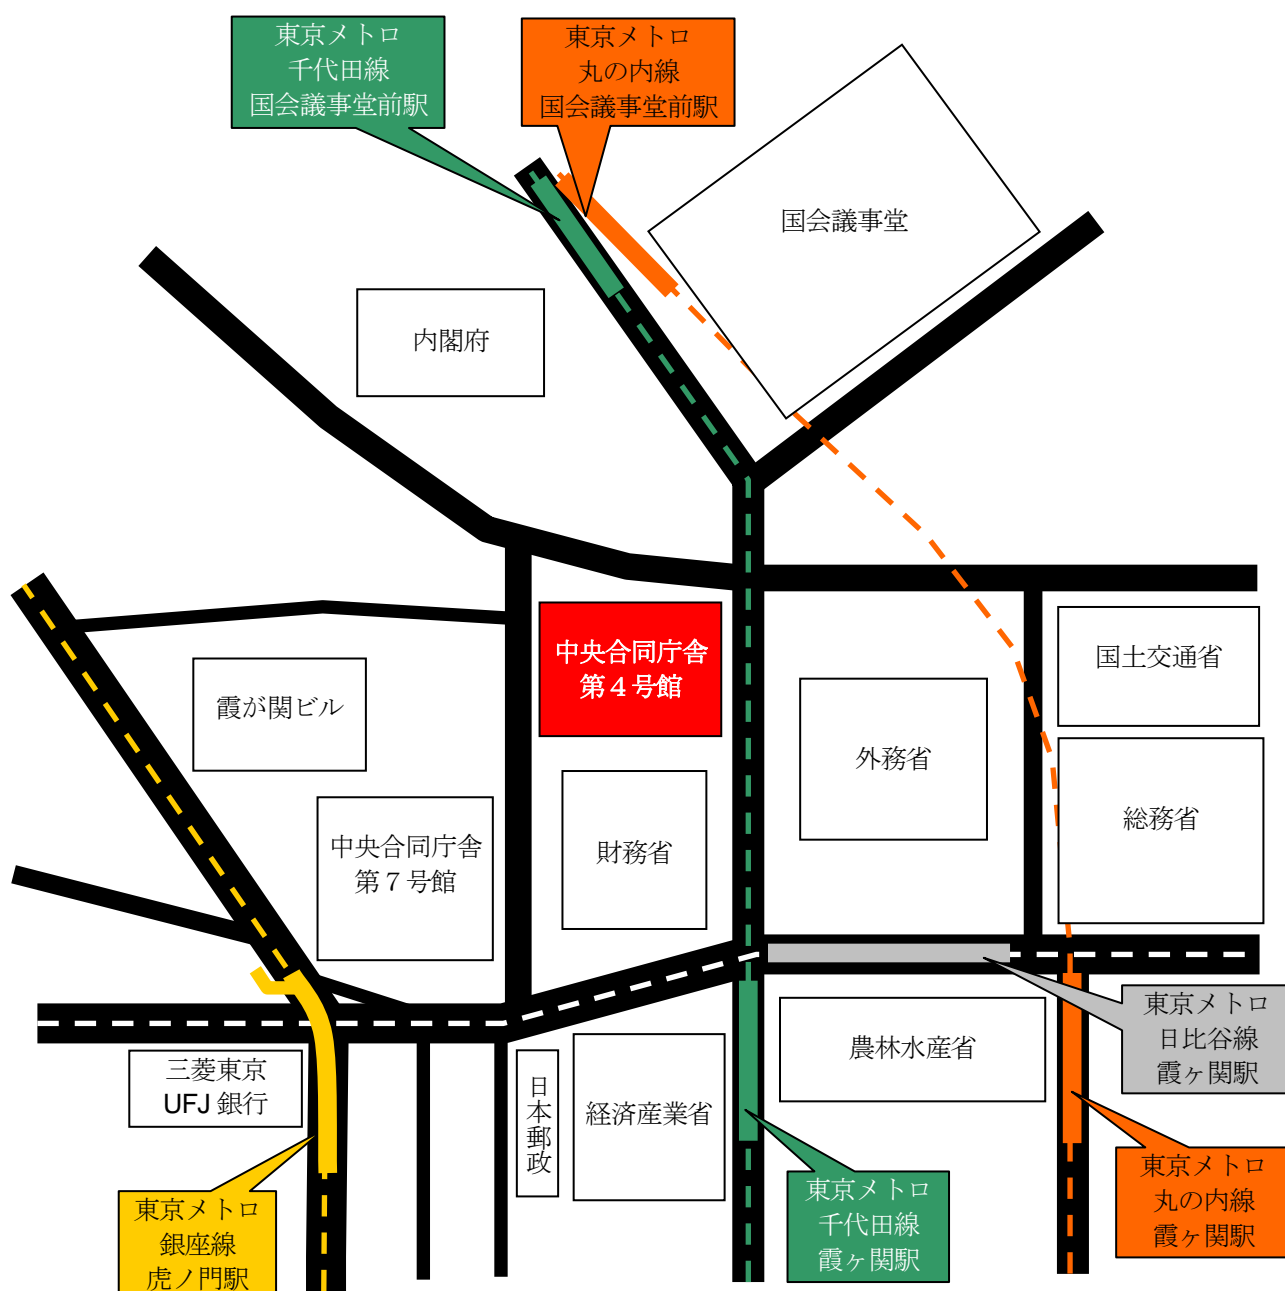 東京メトロ
千代田線
国会議事堂前駅
東京メトロ
丸の内線
国会議事堂前駅
国会議事堂
内閣府
中央合同庁舎
第４号館
国土交通省
霞が関ビル
外務省
総務省
中央合同庁舎
第７号館
財務省
東京メトロ
日比谷線
霞ヶ関駅
農林水産省
三菱東京
UFJ 銀行
日本郵政
経済産業省
東京メトロ
丸の内線
霞ヶ関駅
東京メトロ
千代田線
霞ヶ関駅
東京メトロ
銀座線
虎ノ門駅